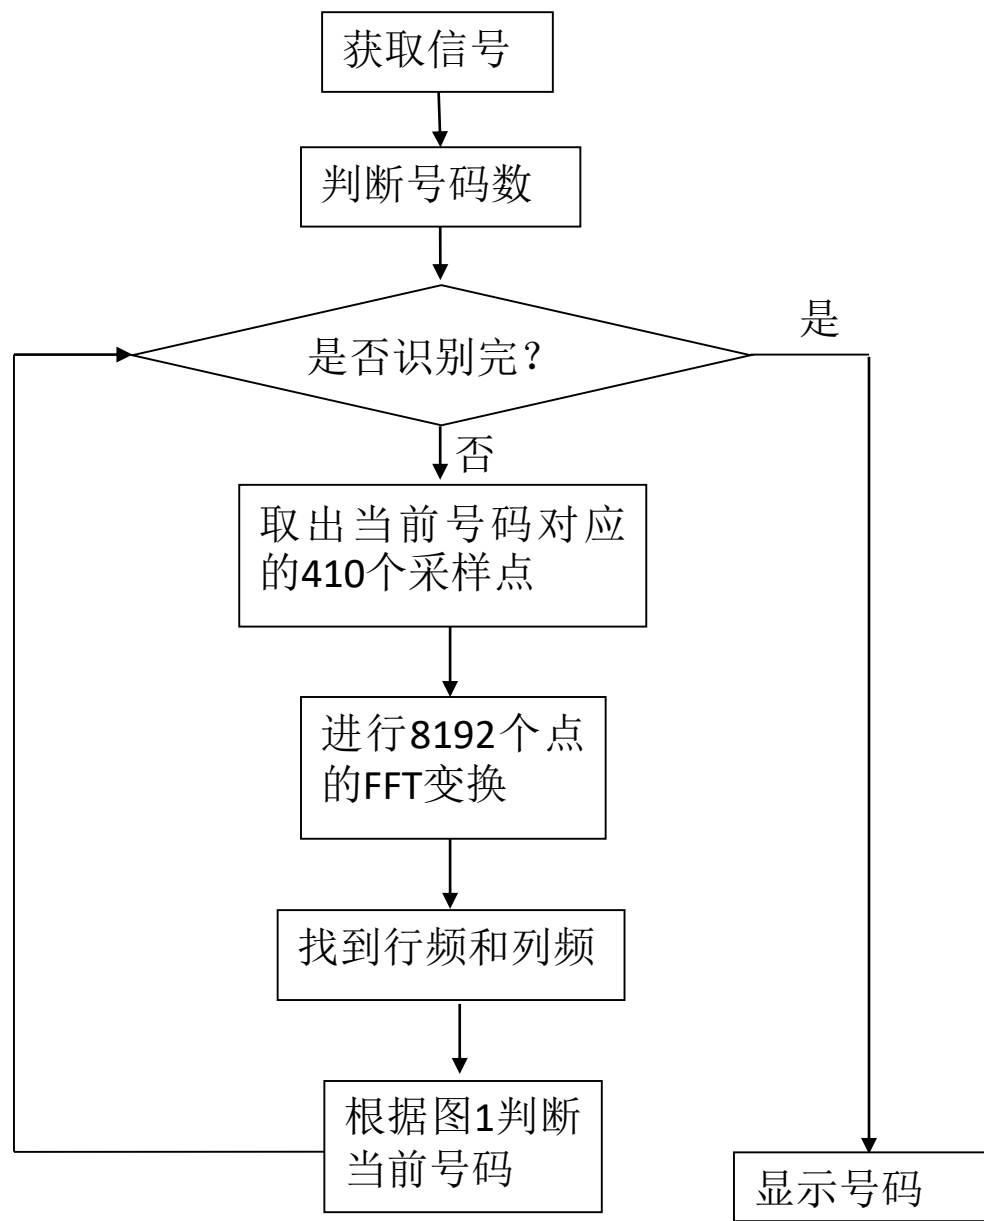 获取信号
判断号码数
是否识别完？
是
否
取出当前号码对应
的410个采样点
进行8192个点
的FFT变换
找到行频和列频
根据图1判断
当前号码
显示号码